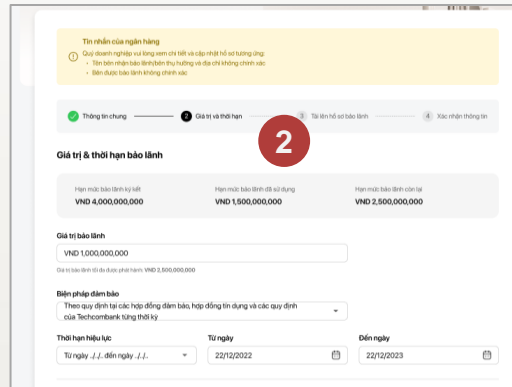 Tin nhắn của ngân hàng
Quý doanh nghiệp vui lòng xem chi tiết và cập nhật hồ sơ tương ứng:
• Tên bên nhận bảo lãnh/bên thụ hưởng và địa chỉ không chính xác
• Bên được bảo lãnh không chính xác
Thông tin chung
2 Giá trị và thời hạn
3 Tải lên hồ sơ bảo lãnh
4 Xác nhận thông tin
2
Giá trị & thời hạn bảo lãnh
Hạn mức bảo lãnh ký kết
VND 4,000,000,000
Hạn mức bảo lãnh đã sử dụng
VND 1,500,000,000
Hạn mức bảo lãnh còn lại
VND 2,500,000,000
Giá trị bảo lãnh
VND 1,000,000,000
Giá trị bảo lãnh tối đa được phát hành: VND 2,500,000,000
Biện pháp đảm bảo
Theo quy định tại các hợp đồng đảm bảo, hợp đồng tín dụng và các quy định
của Techcombank từng thời kỳ
Thời hạn hiệu lực
Từ ngày ../../.. đến ngày ../../..
Từ ngày
22/12/2022
Đến ngày
22/12/2023